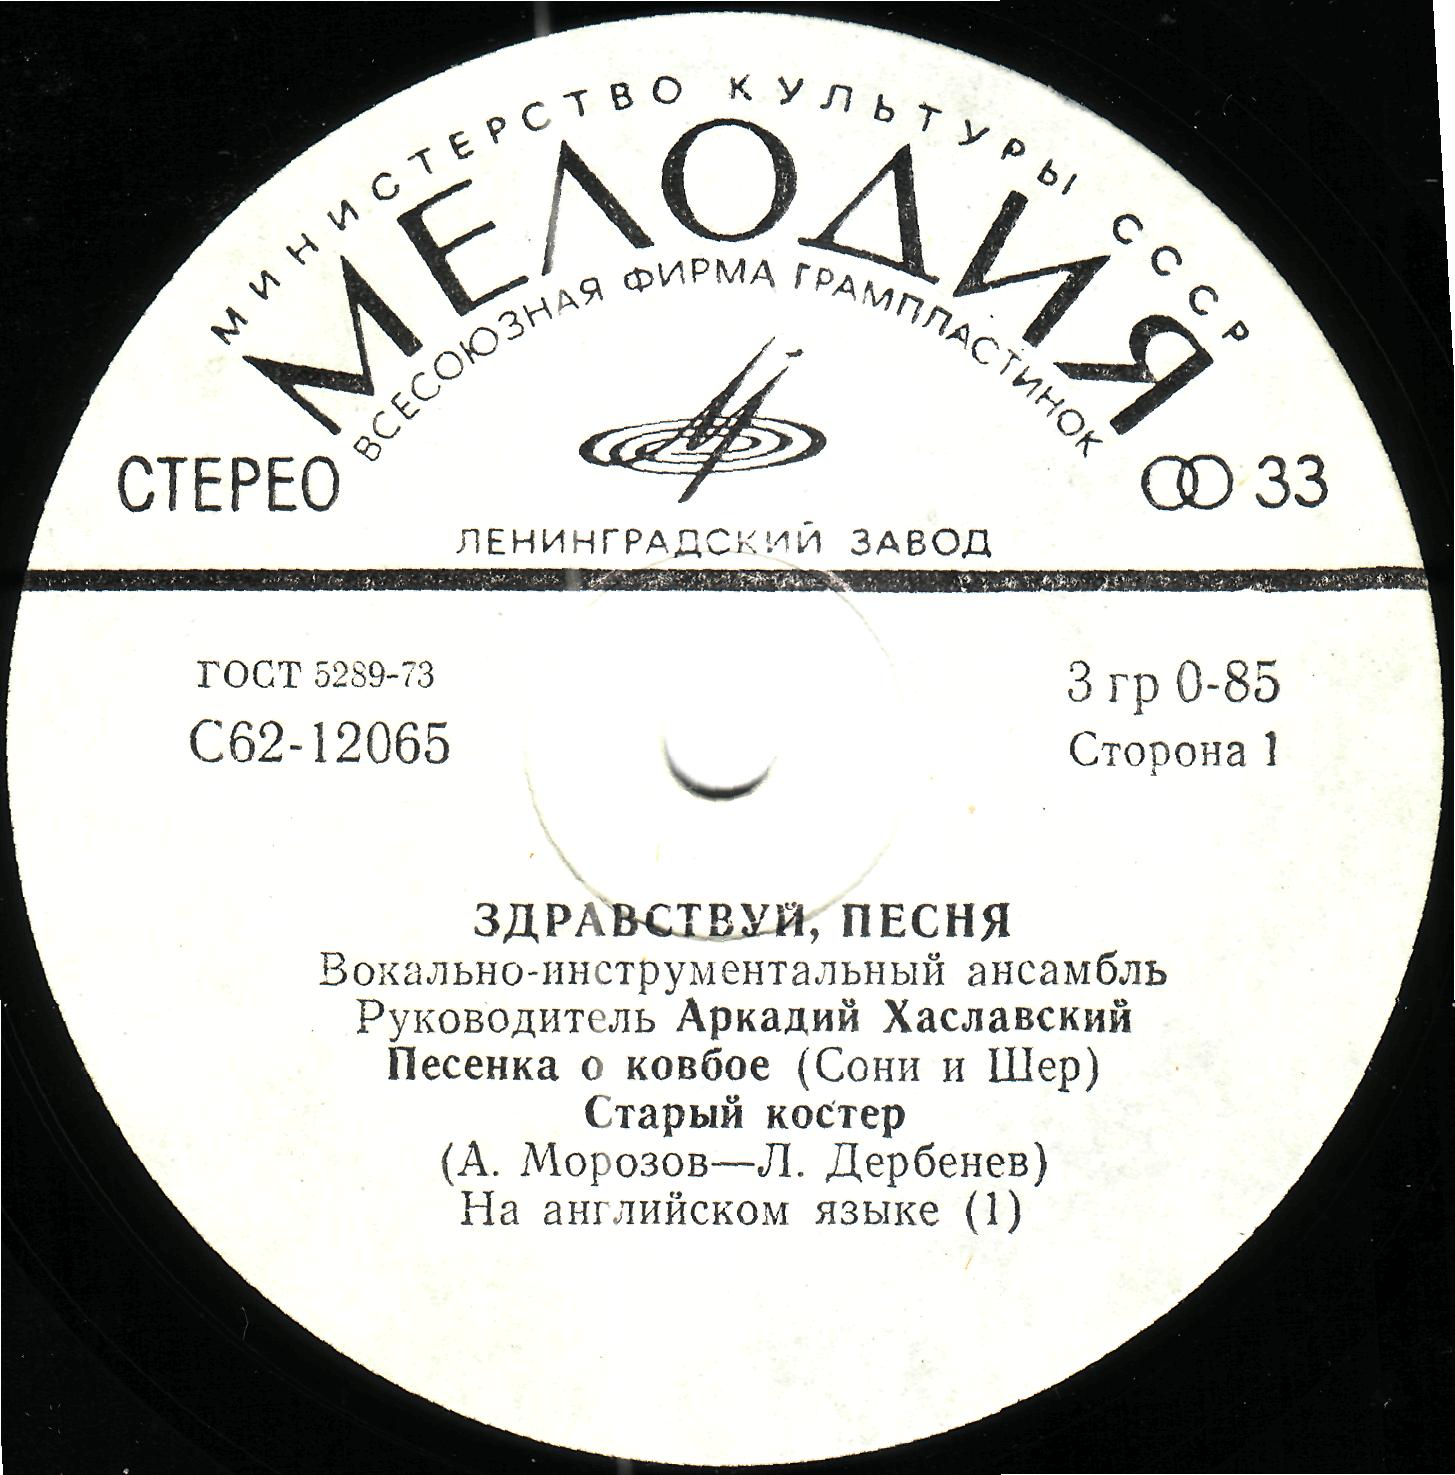 МИНИСТЕРСТВО КУЛЬТУРЫ СССР
МЕЛОДИЯ
ВСЕСОЮЗНАЯ ФИРМА ГРАМПЛАСТИНОК
СТЕРЕО
33
ЛЕНИНГРАДСКИЙ ЗАВОД
ГОСТ 5289-73
3 гр 0-85
С62-12065
Сторона 1
ЗДРАВСТВУЙ, ПЕСНЯ
Вокально-инструментальный ансамбль
Руководитель Аркадий Хаславский
Песенка о ковбое (Сони и Шер)
Старый костер
(А. Морозов—Л. Дербенев)
На английском языке (1)